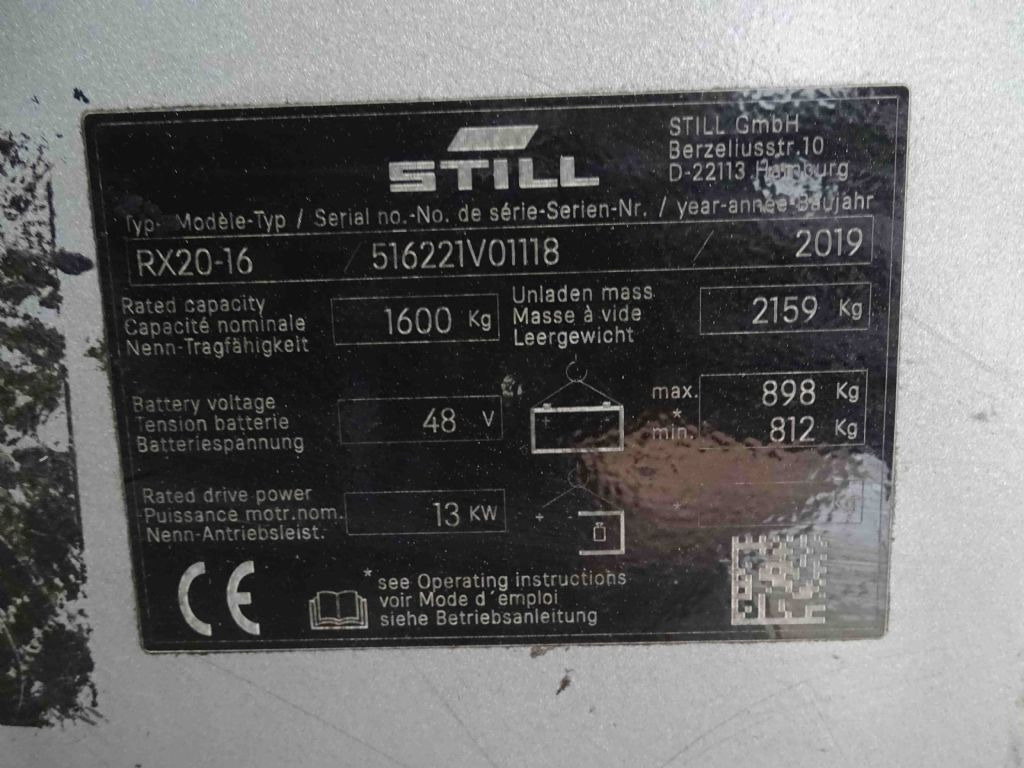 STILL
STILL GmbH
Berzeliusstr.10
D-22113 Hamburg
Typ- Modèle-Typ / Serial no.-No. de série-Serien-Nr. / year-année-Baujahr
RX20-16 / 516221V01118 / 2019
Rated capacity
Capacité nominale
Nenn-Tragfähigkeit
1600 Kg
Unladen mass
Masse à vide
Leergewicht
2159 Kg
Battery voltage
Tension batterie
Batteriespannung
48 V
max. 898 Kg
*
min. 812 Kg
Rated drive power
Puissance motr.nom.
Nenn-Antriebsleist.
13 KW
+
* Kg
CE
* see Operating instructions
voir Mode d´emploi
siehe Betriebsanleitung